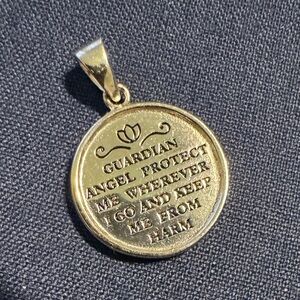 GUARDIAN
ANGEL PROTECT
ME WHEREVER
I GO AND KEEP
ME FROM
HARM